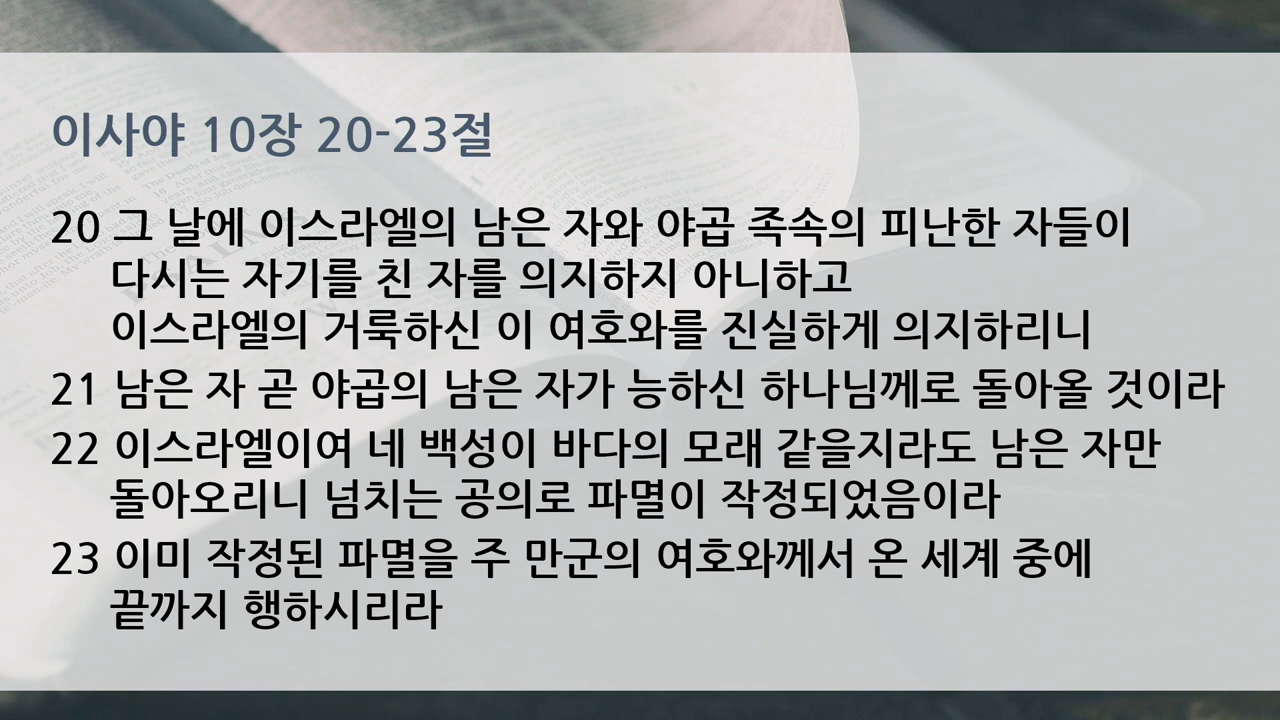 이사야 10장 20-23절
20 그 날에 이스라엘의 남은 자와 야곱 족속의 피난한 자들이
다시는 자기를 친 자를 의지하지 아니하고
이스라엘의 거룩하신 이 여호와를 진실하게 의지하리니
21 남은 자 곧 야곱의 남은 자가 능하신 하나님께로 돌아올 것이라
22 이스라엘이여 네 백성이 바다의 모래 같을지라도 남은 자만
돌아오리니 넘치는 공의로 파멸이 작정되었음이라
23 이미 작정된 파멸을 주 만군의 여호와께서 온 세계 중에
끝까지 행하시리라